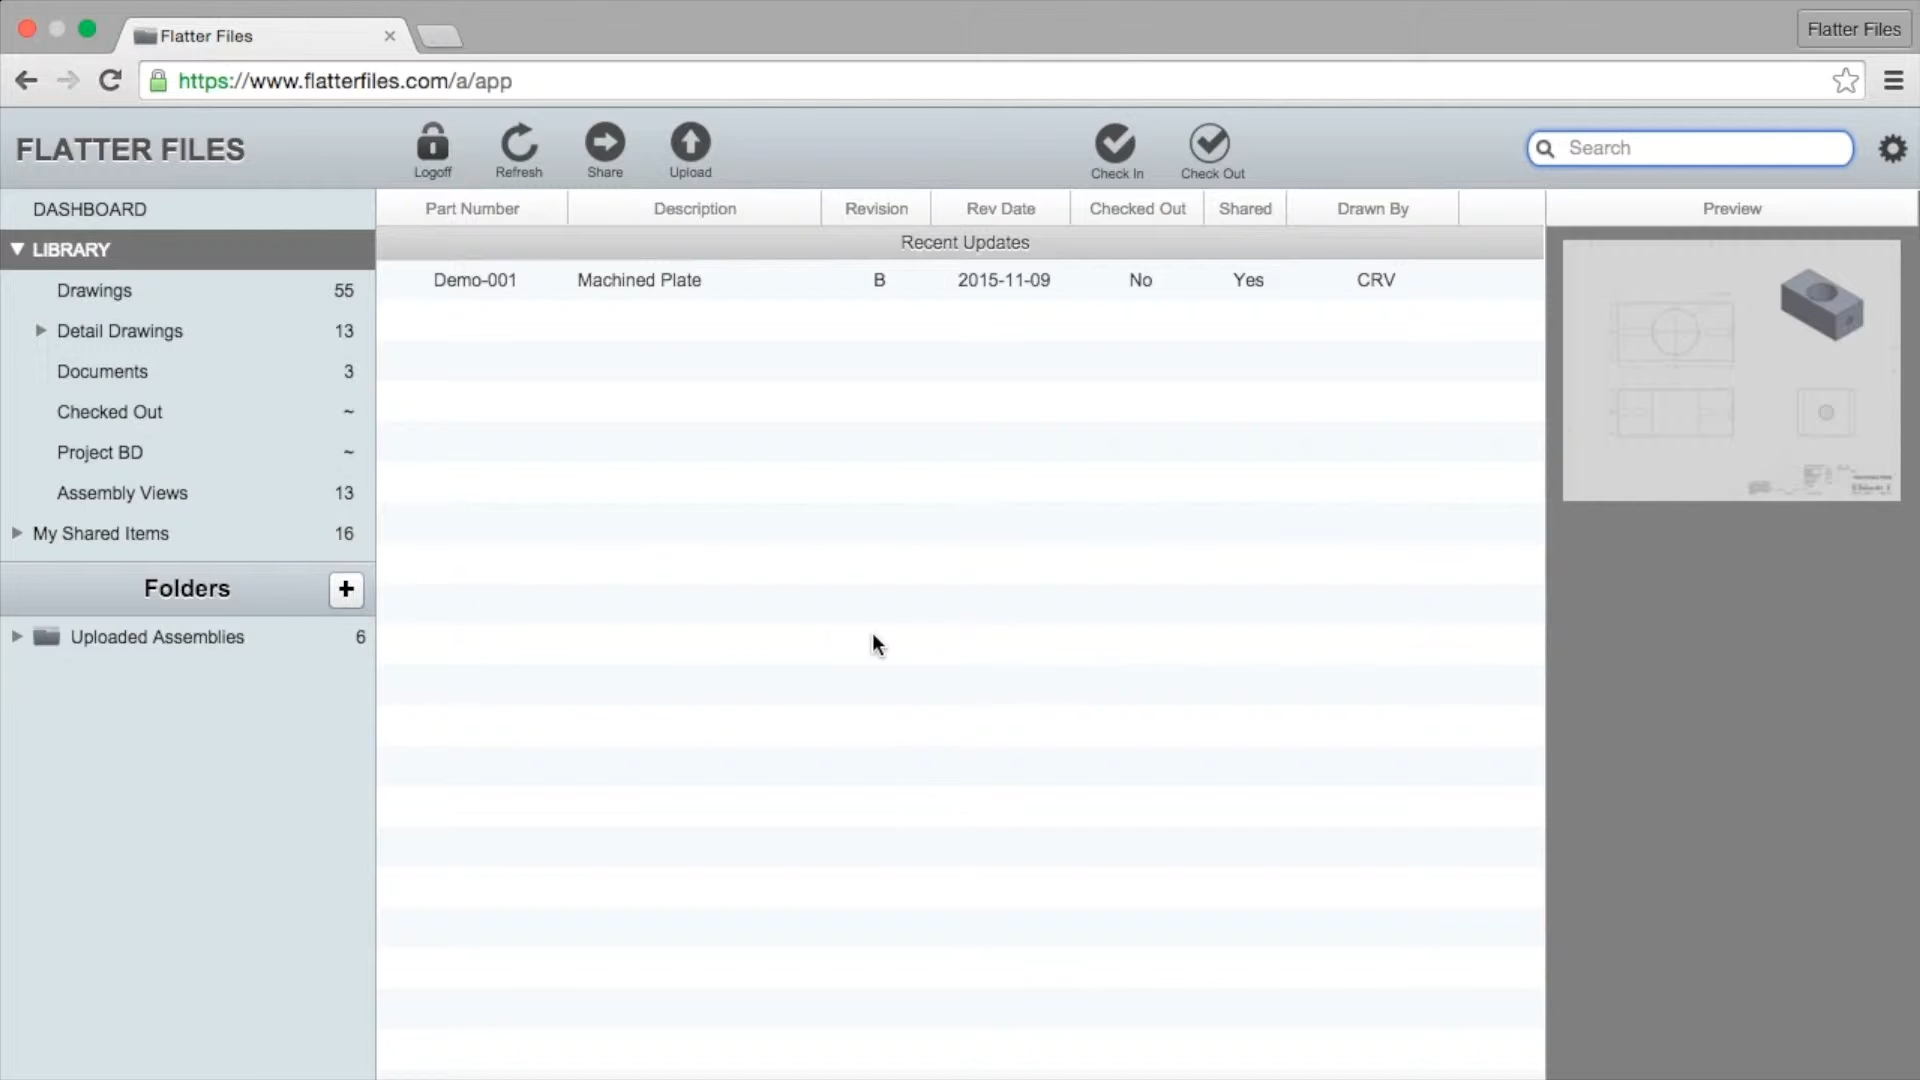 Flatter Files
Flatter Files
https://www.flatterfiles.com/a/app
FLATTER FILES
Logoff
Refresh
Share
Upload
Check In
Check Out
Search
DASHBOARD
LIBRARY
Drawings 55
Detail Drawings 13
Documents 3
Checked Out ~
Project BD ~
Assembly Views 13
My Shared Items 16
Folders +
Uploaded Assemblies 6
Part Number Description Revision Rev Date Checked Out Shared Drawn By
Recent Updates
Demo-001 Machined Plate B 2015-11-09 No Yes CRV
Preview